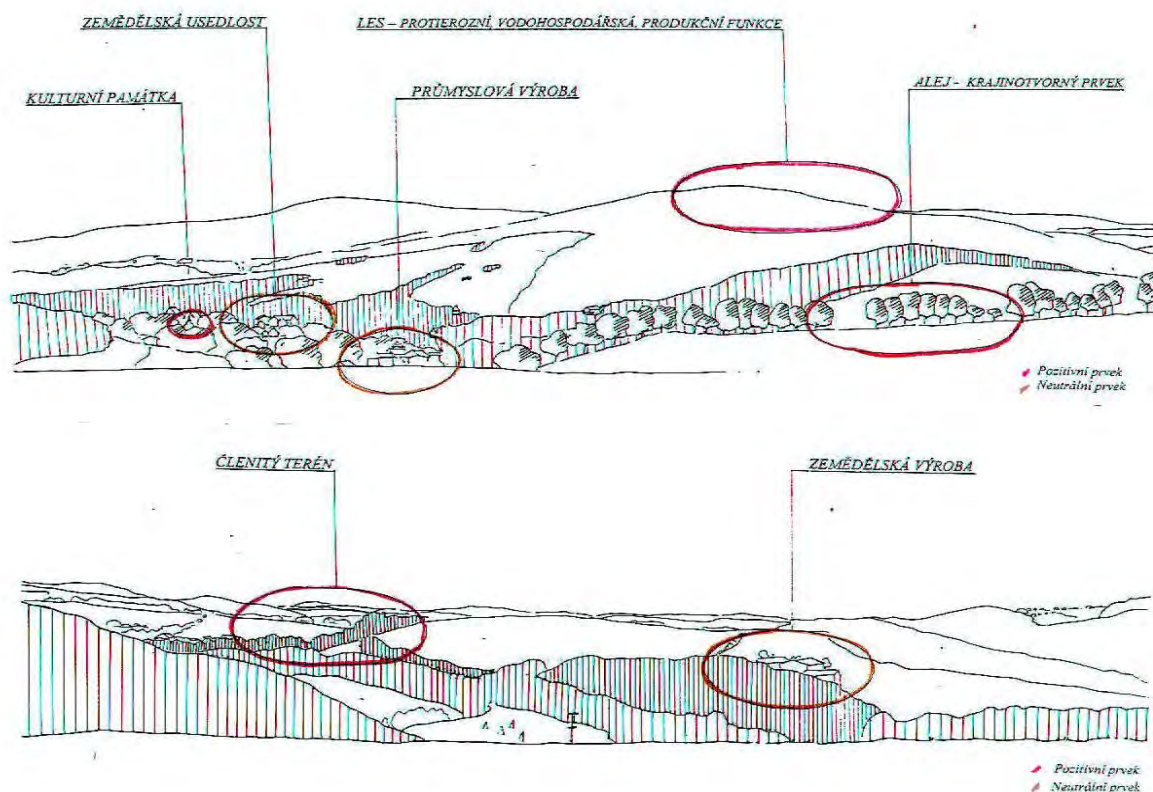 ZEMĚDĚLSKÁ USEDLOST
LES – PROTIEROZNÍ, VODOHOSPODÁŘSKÁ, PRODUKČNÍ FUNKCE
KULTURNÍ PAMÁTKA
PRŮMYSLOVÁ VÝROBA
ALEJ - KRAJINOTVORNÝ PRVEK
Pozitivní prvek
Neutrální prvek
ČLENITÝ TERÉN
ZEMĚDĚLSKÁ VÝROBA
Pozitivní prvek
Neutrální prvek